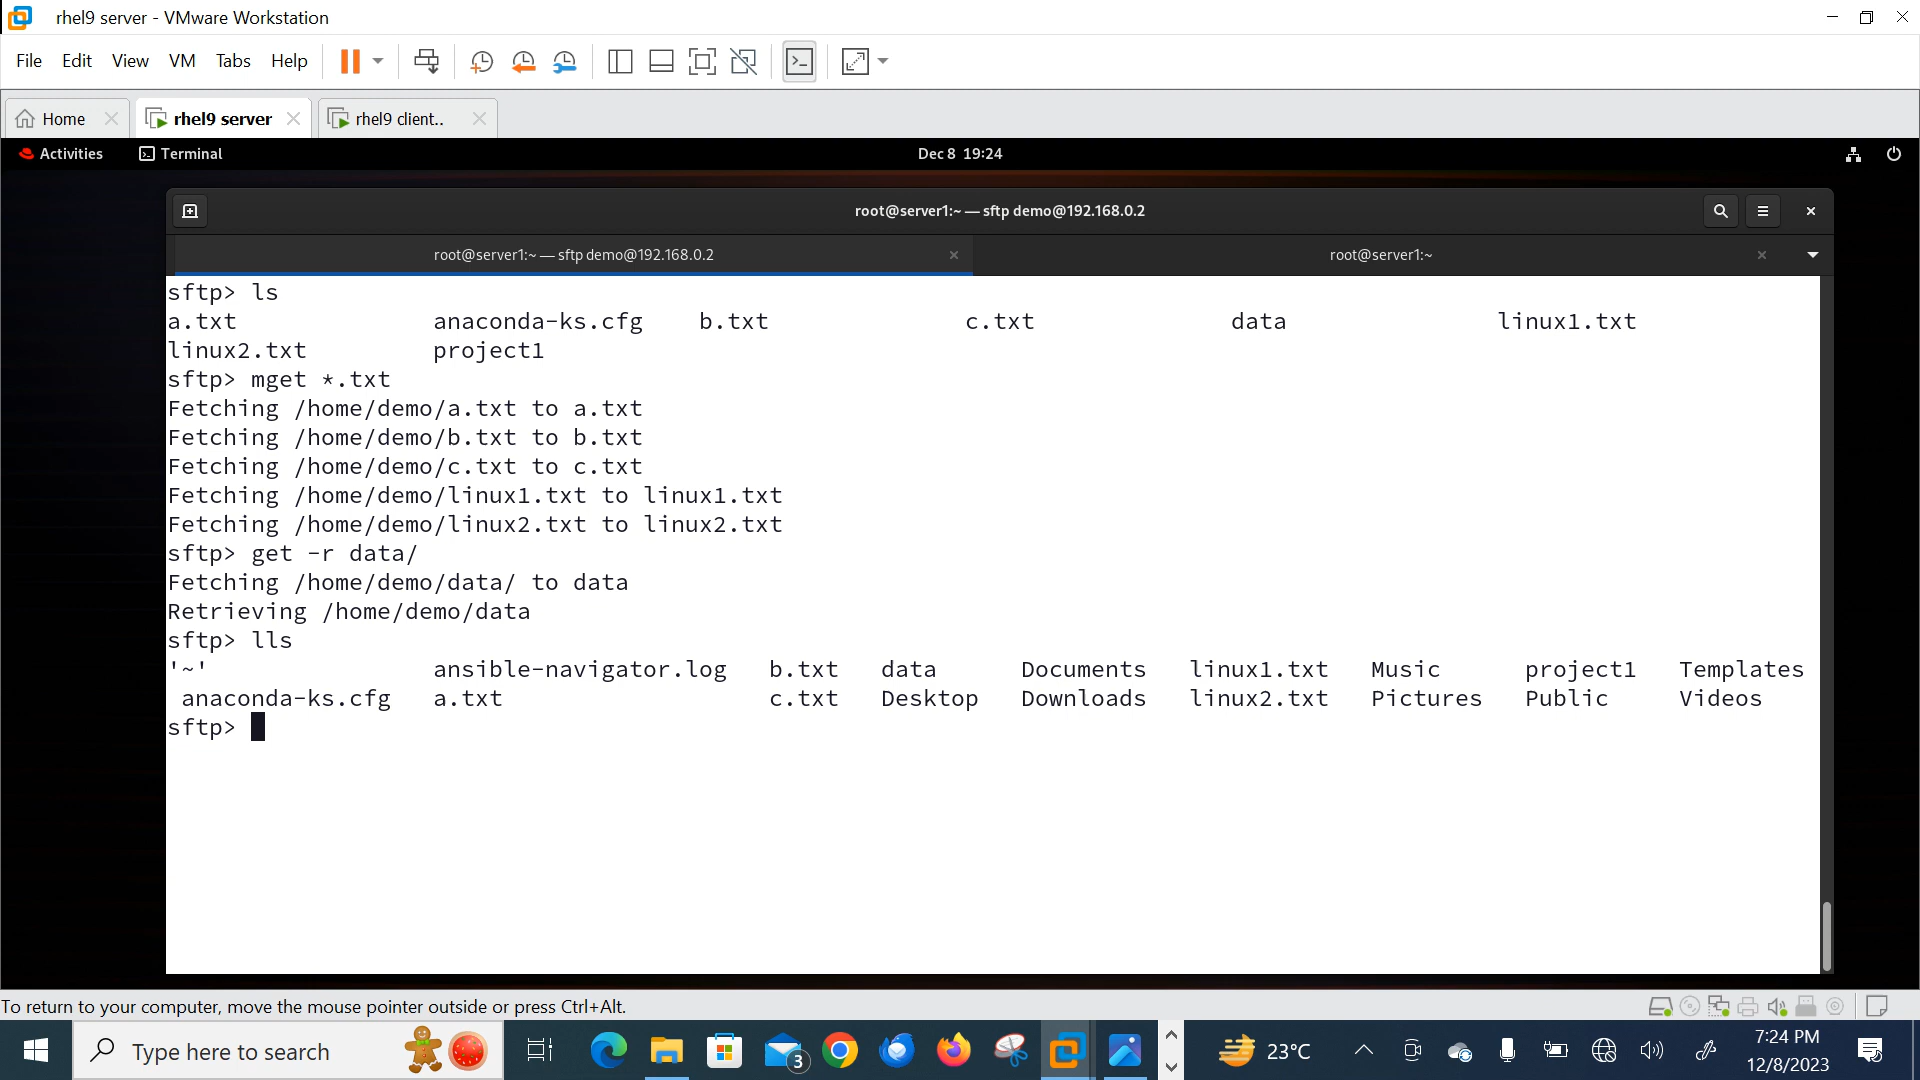 rhel9 server - VMware Workstation
File Edit View VM Tabs Help
Home rhel9 server rhel9 client..
Activities Terminal Dec 8 19:24
root@server1:~ — sftp demo@192.168.0.2
root@server1:~ — sftp demo@192.168.0.2 root@server1:~
sftp> ls
a.txt anaconda-ks.cfg b.txt c.txt data linux1.txt
linux2.txt project1
sftp> mget *.txt
Fetching /home/demo/a.txt to a.txt
Fetching /home/demo/b.txt to b.txt
Fetching /home/demo/c.txt to c.txt
Fetching /home/demo/linux1.txt to linux1.txt
Fetching /home/demo/linux2.txt to linux2.txt
sftp> get -r data/
Fetching /home/demo/data/ to data
Retrieving /home/demo/data
sftp> lls
'~' ansible-navigator.log b.txt data Documents linux1.txt Music project1 Templates
anaconda-ks.cfg a.txt c.txt Desktop Downloads linux2.txt Pictures Public Videos
sftp>
To return to your computer, move the mouse pointer outside or press Ctrl+Alt.
Type here to search 3 23°C 7:24 PM
12/8/2023